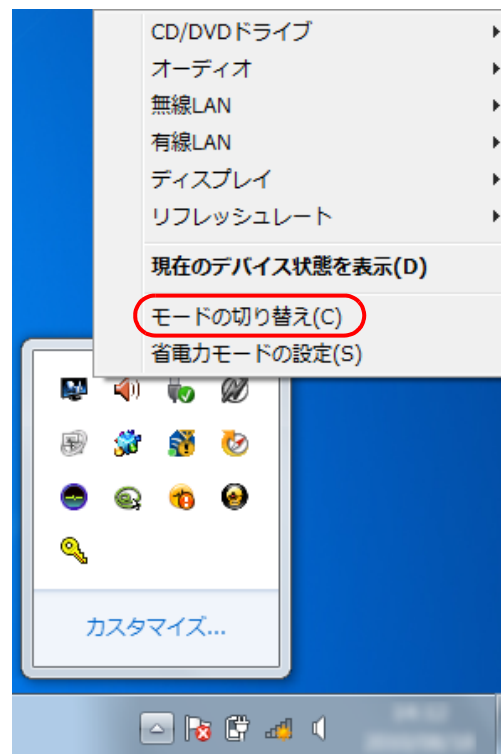 CD/DVDドライブ
オーディオ
無線LAN
有線LAN
ディスプレイ
リフレッシュレート
現在のデバイス状態を表示(D)
モードの切り替え(C)
省電力モードの設定(S)
カスタマイズ...